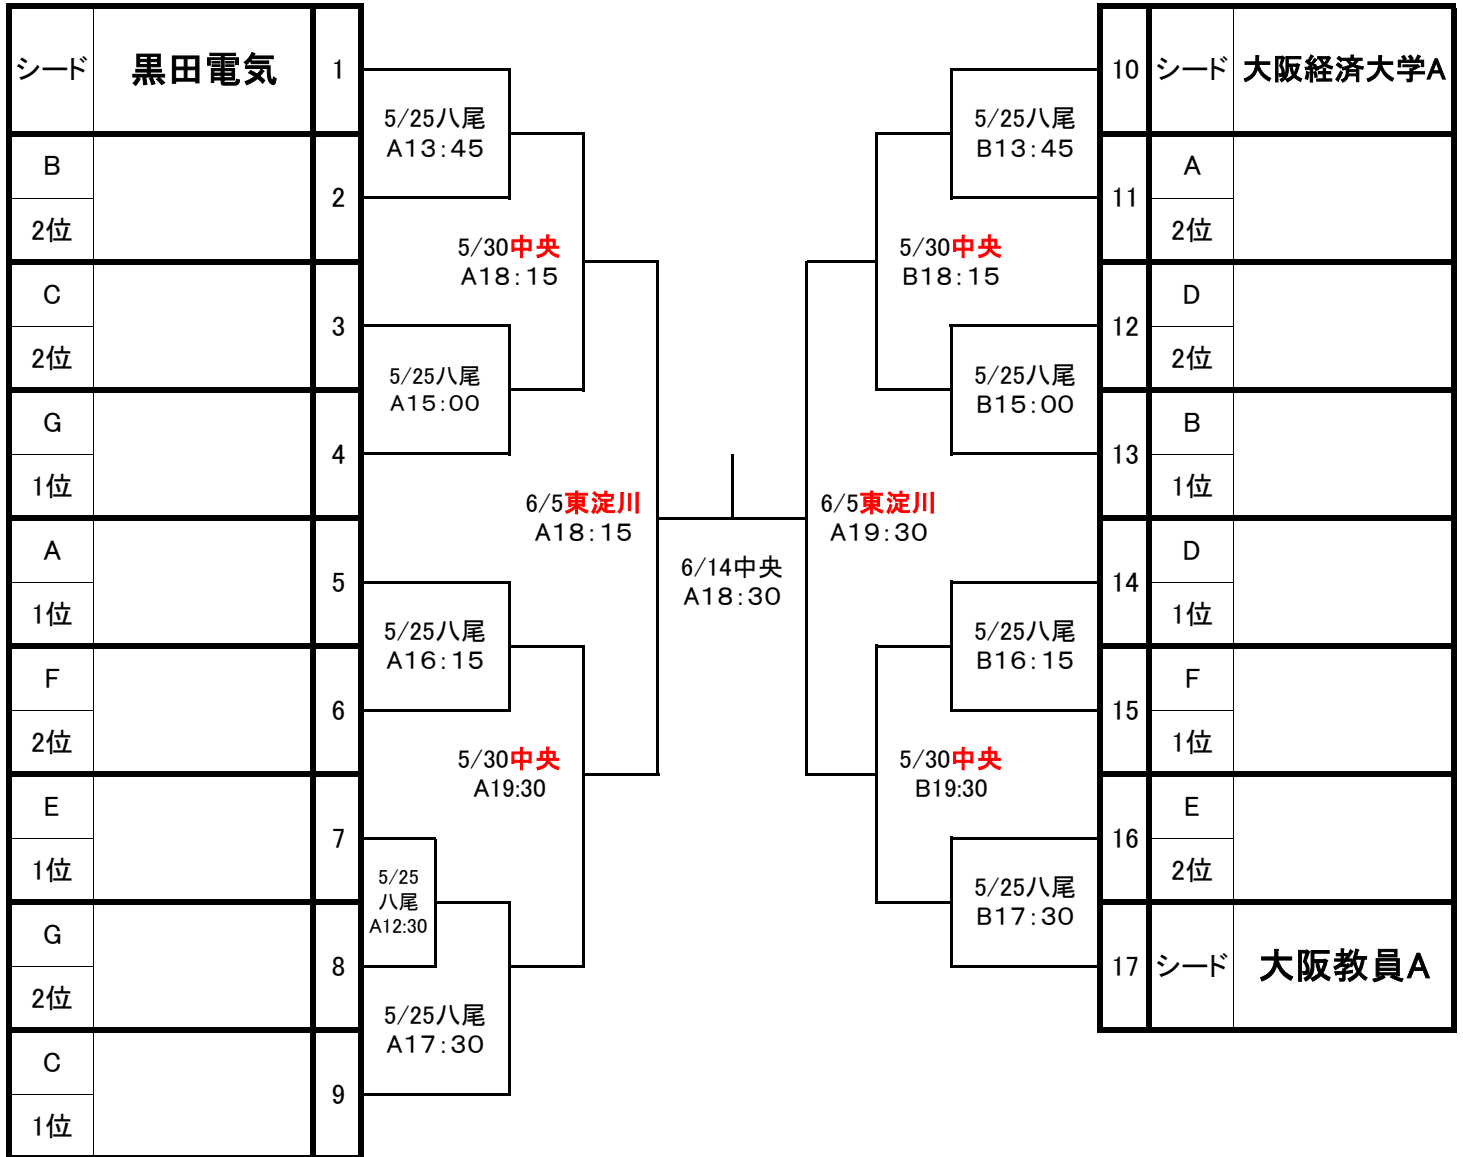 シード 黒田電気 1
B
2位
2
C
2位
3
G
1位
4
A
1位
5
F
2位
6
E
1位
7
G
2位
8
C
1位
9
5/25八尾
A13:45
5/25八尾
A15:00
5/25八尾
A16:15
5/25
八尾
A12:30
5/25八尾
A17:30
5/30中央
A18:15
5/30中央
A19:30
6/5東淀川
A18:15
6/14中央
A18:30
6/5東淀川
A19:30
5/30中央
B18:15
5/30中央
B19:30
5/25八尾
B13:45
5/25八尾
B15:00
5/25八尾
B16:15
5/25八尾
B17:30
10 シード 大阪経済大学A
11
A
2位
12
D
2位
13
B
1位
14
D
1位
15
F
1位
16
E
2位
17 シード 大阪教員A